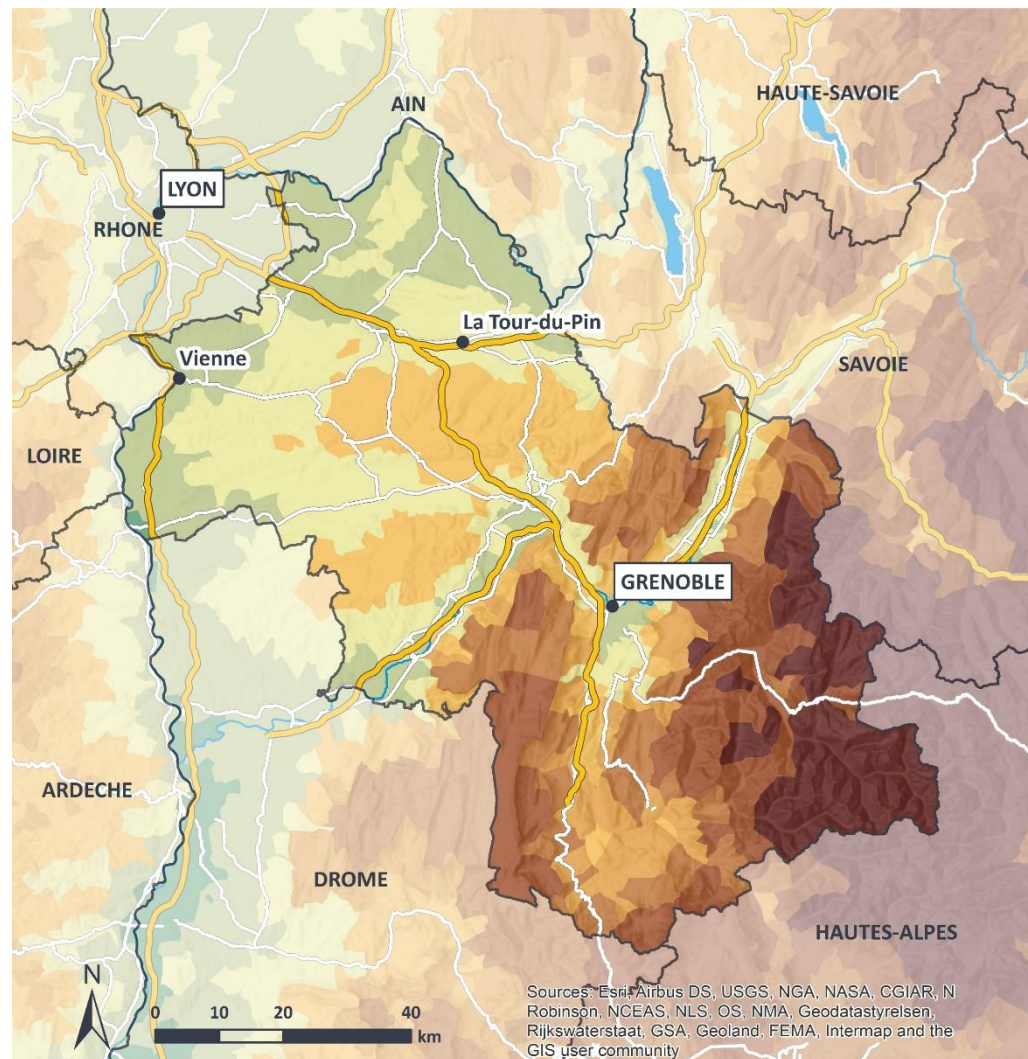 AIN
HAUTE-SAVOIE
LYON
RHONE
La Tour-du-Pin
Vienne
SAVOIE
LOIRE
GRENOBLE
ARDECHE
DROME
HAUTES-ALPES
N
0 10 20 40
km
Sources: Esri, Airbus DS, USGS, NGA, NASA, CGIAR, N
Robinson, NCEAS, NLS, OS, NMA, Geodatastyrelsen,
Rijkswaterstaat, GSA, Geoland, FEMA, Intermap and the
GIS user community